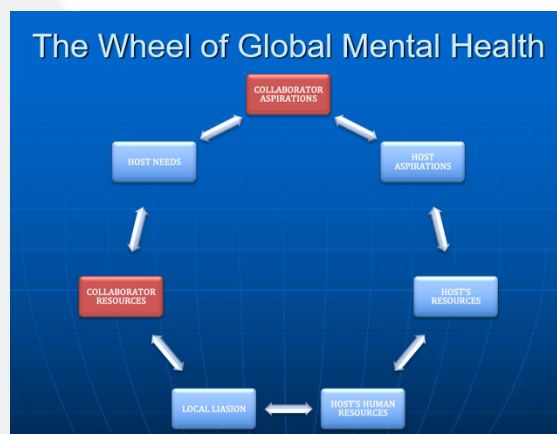 The Wheel of Global Mental Health
COLLABORATOR
ASPIRATIONS
HOST NEEDS
HOST
ASPIRATIONS
COLLABORATOR
RESOURCES
HOST'S
RESOURCES
LOCAL LIASION
HOST'S HUMAN
RESOURCES